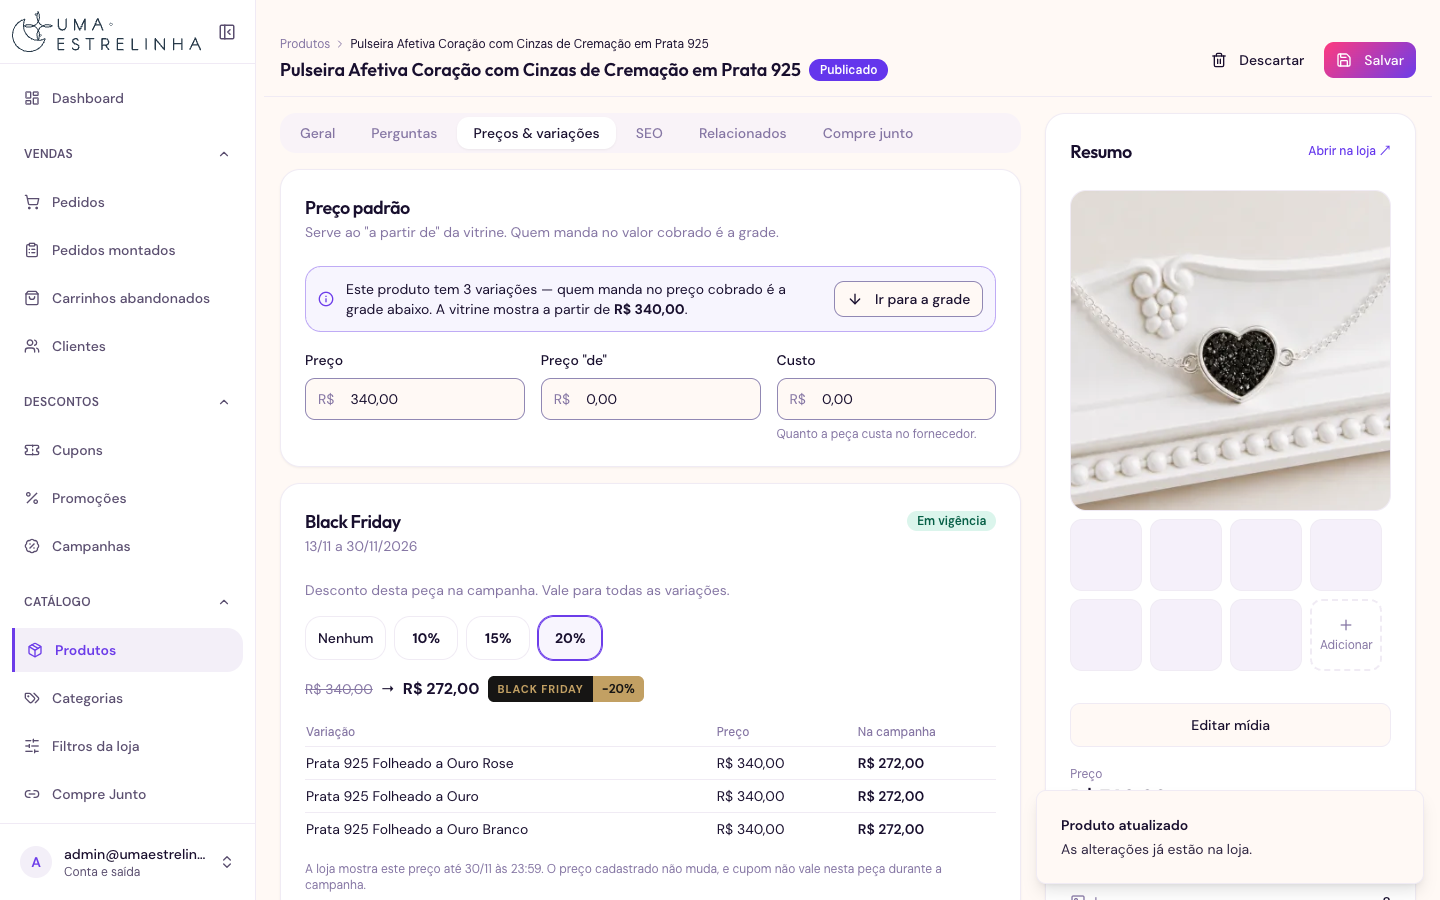 UMA
ESTRELINHA
Dashboard
VENDAS
Pedidos
Pedidos montados
Carrinhos abandonados
Clientes
DESCONTOS
Cupons
Promoções
Campanhas
CATÁLOGO
Produtos
Categorias
Filtros da loja
Compre Junto
A
admin@umaestrelin...
Conta e saída
Produtos > Pulseira Afetiva Coração com Cinzas de Cremação em Prata 925
Pulseira Afetiva Coração com Cinzas de Cremação em Prata 925 Publicado
Descartar Salvar
Geral Perguntas Preços & variações SEO Relacionados Compre junto
Preço padrão
Serve ao "a partir de" da vitrine. Quem manda no valor cobrado é a grade.
Este produto tem 3 variações — quem manda no preço cobrado é a
grade abaixo. A vitrine mostra a partir de R$ 340,00.
↓ Ir para a grade
Preço Preço "de" Custo
R$ 340,00 R$ 0,00 R$ 0,00
Quanto a peça custa no fornecedor.
Black Friday Em vigência
13/11 a 30/11/2026
Desconto desta peça na campanha. Vale para todas as variações.
Nenhum 10% 15% 20%
R$ 340,00 → R$ 272,00 BLACK FRIDAY -20%
Variação Preço Na campanha
Prata 925 Folheado a Ouro Rose R$ 340,00 R$ 272,00
Prata 925 Folheado a Ouro R$ 340,00 R$ 272,00
Prata 925 Folheado a Ouro Branco R$ 340,00 R$ 272,00
A loja mostra este preço até 30/11 às 23:59. O preço cadastrado não muda, e cupom não vale nesta peça durante a
campanha.
Resumo Abrir na loja ↗
+
Adicionar
Editar mídia
Preço
Produto atualizado
As alterações já estão na loja.